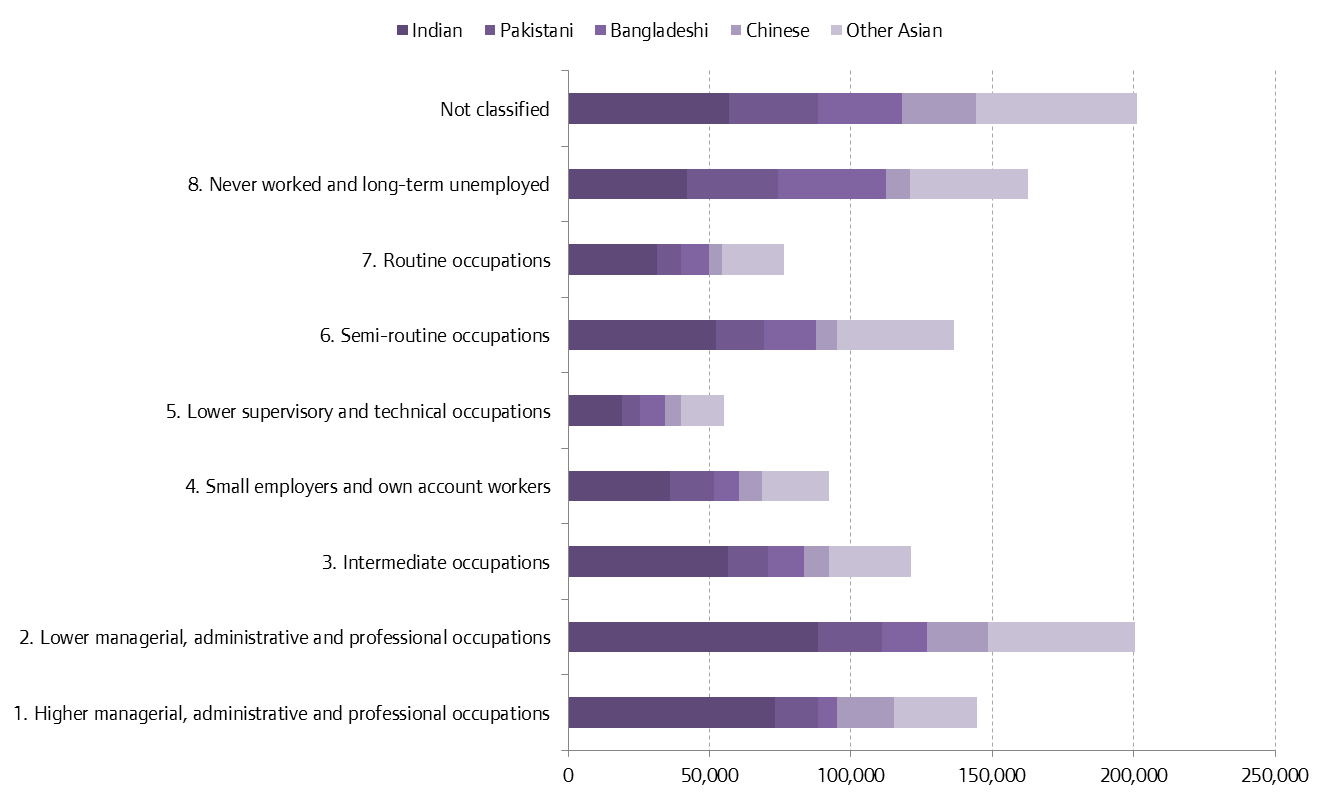 Indian Pakistani Bangladeshi Chinese Other Asian
Not classified
8. Never worked and long-term unemployed
7. Routine occupations
6. Semi-routine occupations
5. Lower supervisory and technical occupations
4. Small employers and own account workers
3. Intermediate occupations
2. Lower managerial, administrative and professional occupations
1. Higher managerial, administrative and professional occupations
0 50,000 100,000 150,000 200,000 250,000